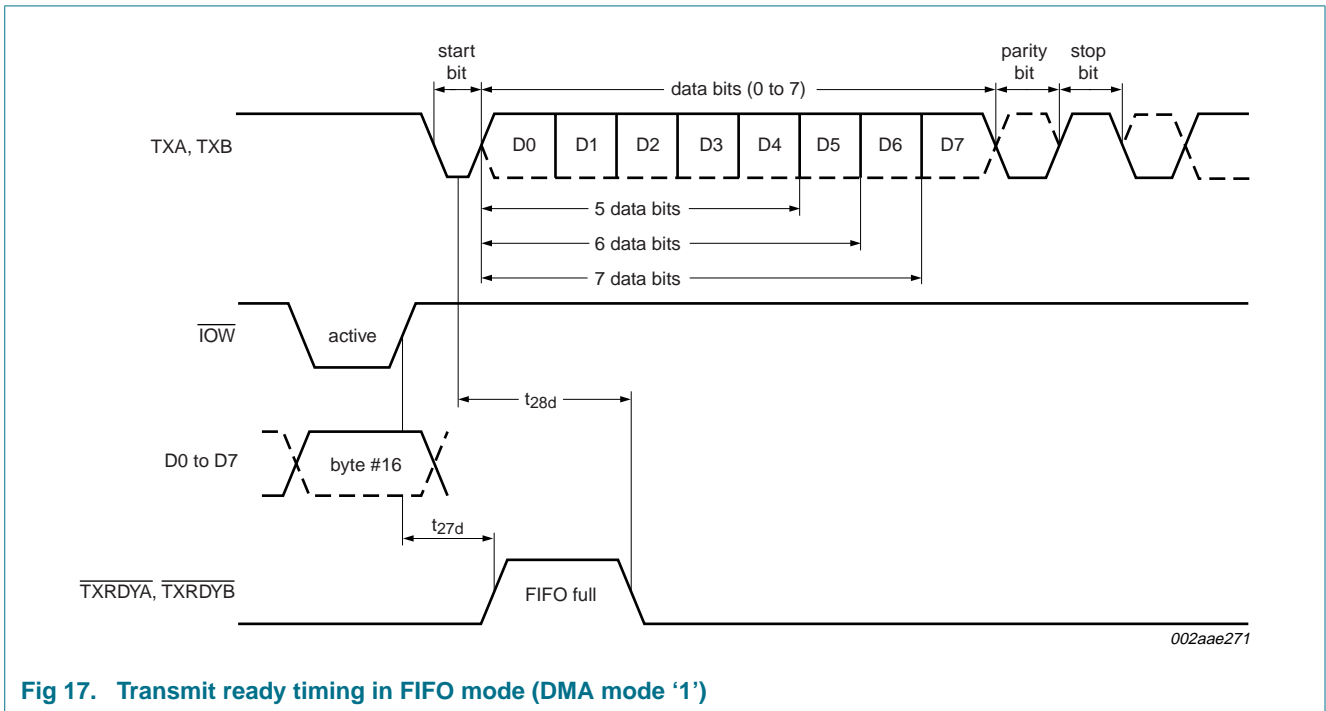 start
bit
data bits (0 to 7)
parity
bit
stop
bit
TXA, TXB
D0 D1 D2 D3 D4 D5 D6 D7
5 data bits
6 data bits
7 data bits
IOW
active
t28d
D0 to D7
byte #16
t27d
TXRDYA, TXRDYB
FIFO full
002aae271
Fig 17. Transmit ready timing in FIFO mode (DMA mode ‘1’)